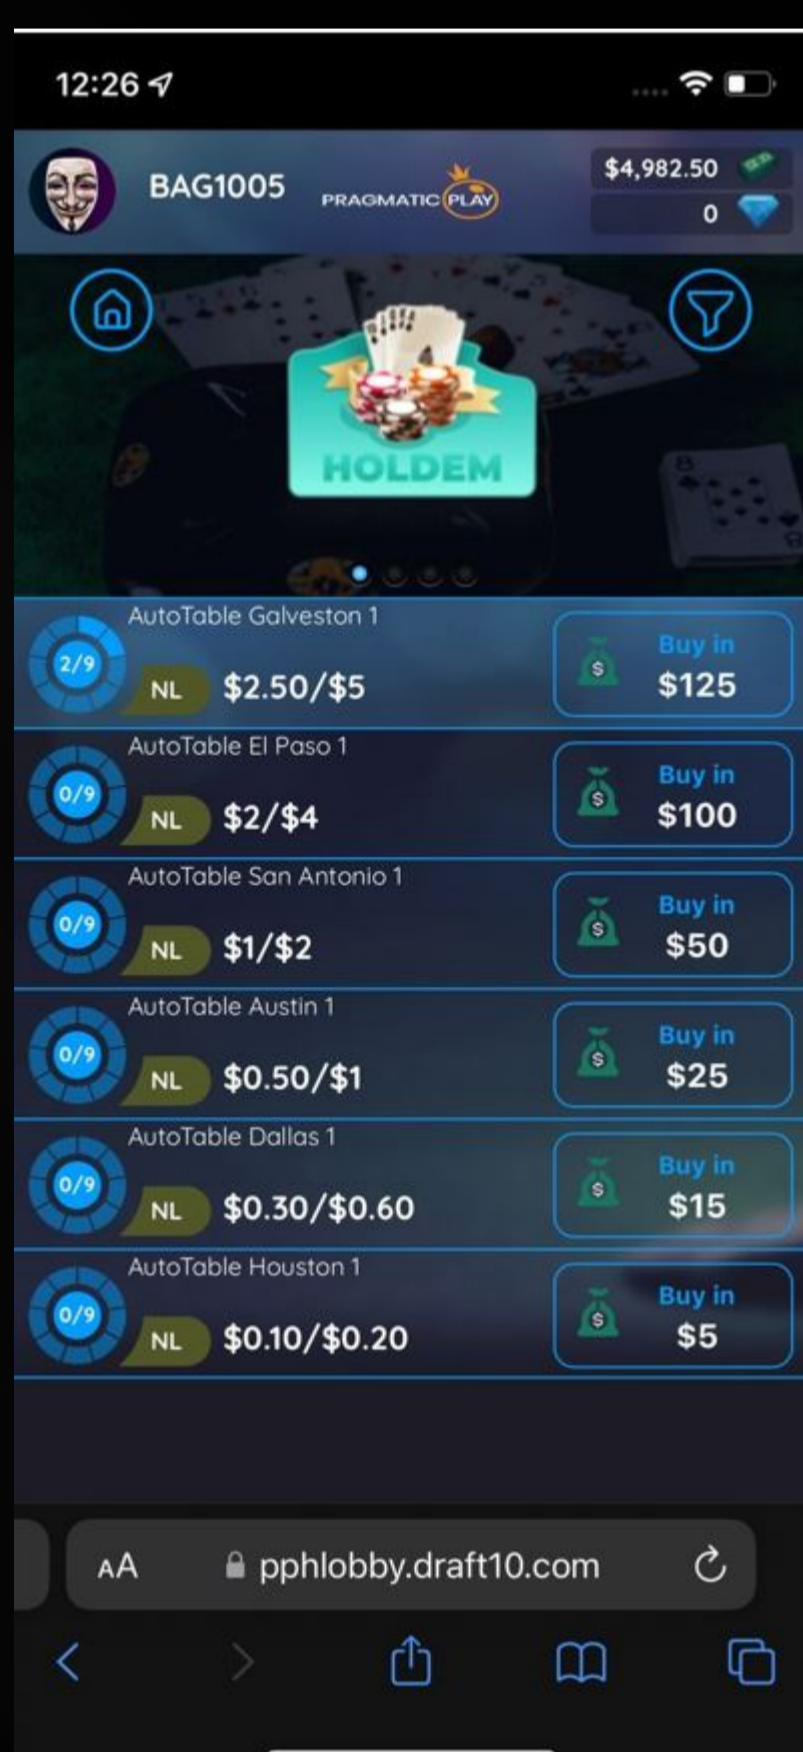 12:26
BAG1005
PRAGMATIC PLAY
$4,982.50
0
HOLDEM
AutoTable Galveston 1
2/9
NL
$2.50/$5
Buy in
$125
AutoTable El Paso 1
0/9
NL
$2/$4
Buy in
$100
AutoTable San Antonio 1
0/9
NL
$1/$2
Buy in
$50
AutoTable Austin 1
0/9
NL
$0.50/$1
Buy in
$25
AutoTable Dallas 1
0/9
NL
$0.30/$0.60
Buy in
$15
AutoTable Houston 1
0/9
NL
$0.10/$0.20
Buy in
$5
AA
pphlobby.draft10.com